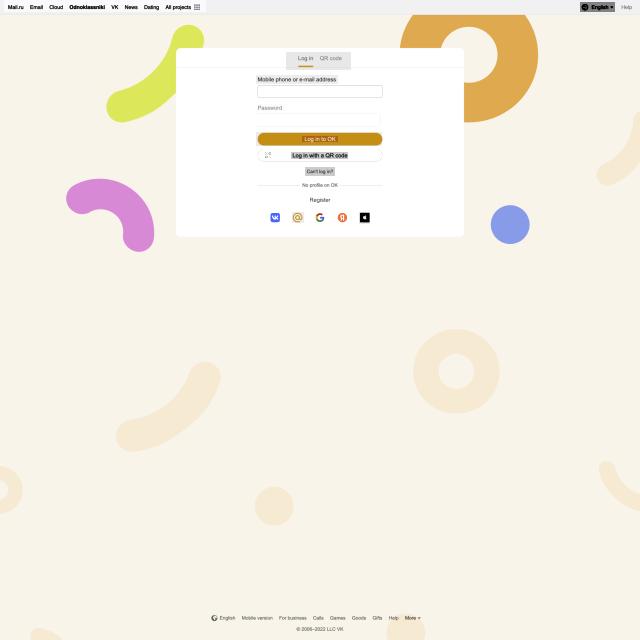 Mail.ru Email Cloud Odnoklassniki VK News Dating All projects
English Help
Log in QR code
Mobile phone or e-mail address
Password
Log in to OK
Log in with a QR code
Can't log in?
No profile on OK
Register
English Mobile version For business Calls Games Goods Gifts Help More
© 2006–2022 LLC VK